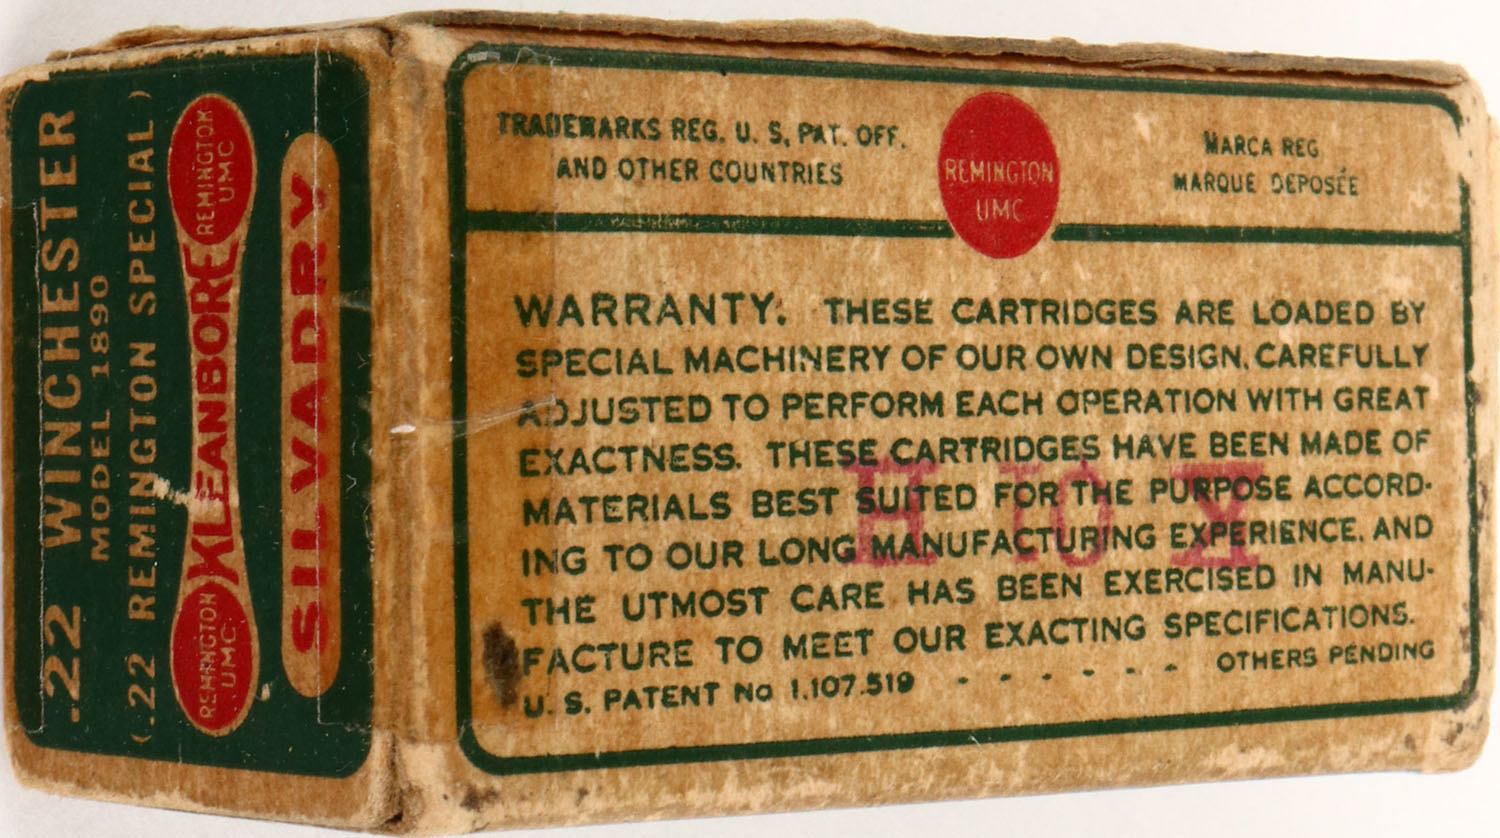 .22 WINCHESTER
MODEL 1890
(.22 REMINGTON SPECIAL)
REMINGTON
UMC
KLEANBORE
REMINGTON
UMC
SILVADRY
TRADEMARKS REG. U. S. PAT. OFF.
AND OTHER COUNTRIES
REMINGTON
UMC
MARCA REG
MARQUE DEPOSÉE
WARRANTY: THESE CARTRIDGES ARE LOADED BY
SPECIAL MACHINERY OF OUR OWN DESIGN, CAREFULLY
ADJUSTED TO PERFORM EACH OPERATION WITH GREAT
EXACTNESS. THESE CARTRIDGES HAVE BEEN MADE OF
MATERIALS BEST SUITED FOR THE PURPOSE ACCORD-
ING TO OUR LONG MANUFACTURING EXPERIENCE, AND
THE UTMOST CARE HAS BEEN EXERCISED IN MANU-
FACTURE TO MEET OUR EXACTING SPECIFICATIONS.
U. S. PATENT No 1.107.519 - - - - - - OTHERS PENDING
H 10 X